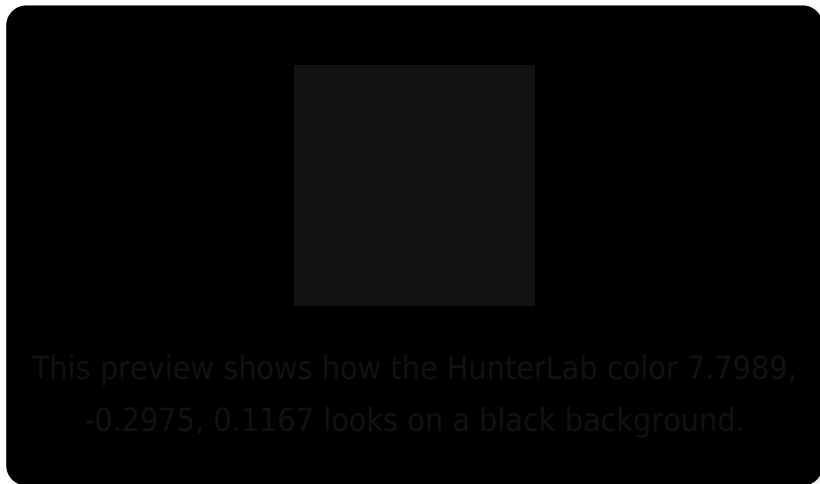 This preview shows how the HunterLab color 7.7989,
-0.2975, 0.1167 looks on a black background.